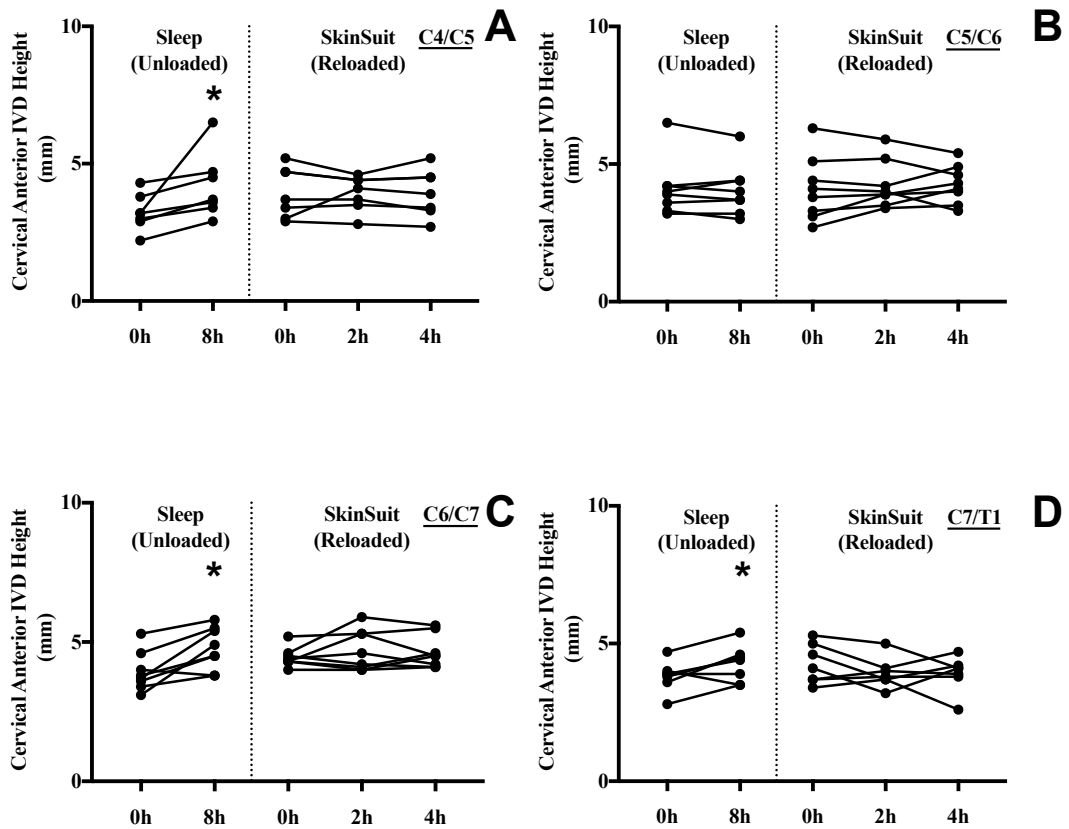 A
10
Sleep
(Unloaded)
SkinSuit
(Reloaded)
C4/C5
*
Cervical Anterior IVD Height
(mm)
5
0
0h 8h 0h 2h 4h
B
10
Sleep
(Unloaded)
SkinSuit
(Reloaded)
C5/C6
Cervical Anterior IVD Height
(mm)
5
0
0h 8h 0h 2h 4h
C
10
Sleep
(Unloaded)
SkinSuit
(Reloaded)
C6/C7
*
Cervical Anterior IVD Height
(mm)
5
0
0h 8h 0h 2h 4h
D
10
Sleep
(Unloaded)
SkinSuit
(Reloaded)
C7/T1
*
Cervical Anterior IVD Height
(mm)
5
0
0h 8h 0h 2h 4h